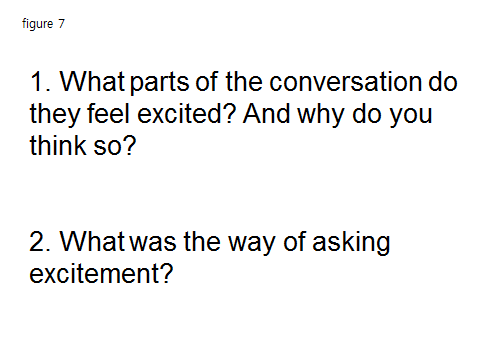 figure 7
1. What parts of the conversation do
they feel excited? And why do you
think so?
2. What was the way of asking
excitement?